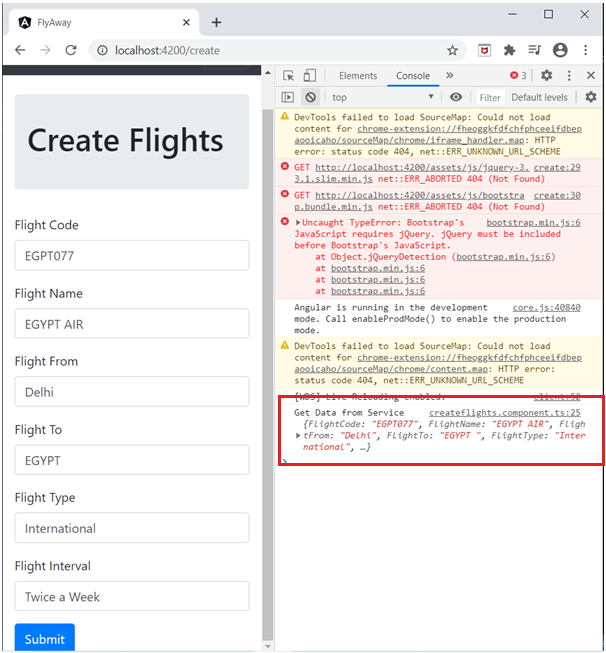 FlyAway
localhost:4200/create
Elements Console » 3
top Filter Default levels
Create Flights
Flight Code
EGPT077
Flight Name
EGYPT AIR
Flight From
Delhi
Flight To
EGYPT
Flight Type
International
Flight Interval
Twice a Week
Submit
DevTools failed to load SourceMap: Could not load
content for chrome-extension://fheoggkfdfchfphceeifdbep
aooicaho/sourceMap/chrome/iframe_handler.map: HTTP
error: status code 404, net::ERR_UNKNOWN_URL_SCHEME
GET http://localhost:4200/assets/js/jquery-3. create:29
3.1.slim.min.js net::ERR_ABORTED 404 (Not Found)
GET http://localhost:4200/assets/js/bootstra create:30
p.bundle.min.js net::ERR_ABORTED 404 (Not Found)
Uncaught TypeError: Bootstrap's bootstrap.min.js:6
JavaScript requires jQuery. jQuery must be included
before Bootstrap's JavaScript.
at Object.jQueryDetection (bootstrap.min.js:6)
at bootstrap.min.js:6
at bootstrap.min.js:6
at bootstrap.min.js:6
Angular is running in the development core.js:40840
mode. Call enableProdMode() to enable the production
mode.
DevTools failed to load SourceMap: Could not load
content for chrome-extension://fheoggkfdfchfphceeifdbep
aooicaho/sourceMap/chrome/content.map: HTTP error:
status code 404, net::ERR_UNKNOWN_URL_SCHEME
[WDS] Live Reloading enabled. client:52
Get Data from Service createflights.component.ts:25
{FlightCode: "EGPT077", FlightName: "EGYPT AIR", Fligh
tFrom: "Delhi", FlightTo: "EGYPT ", FlightType: "Inter
national", …}